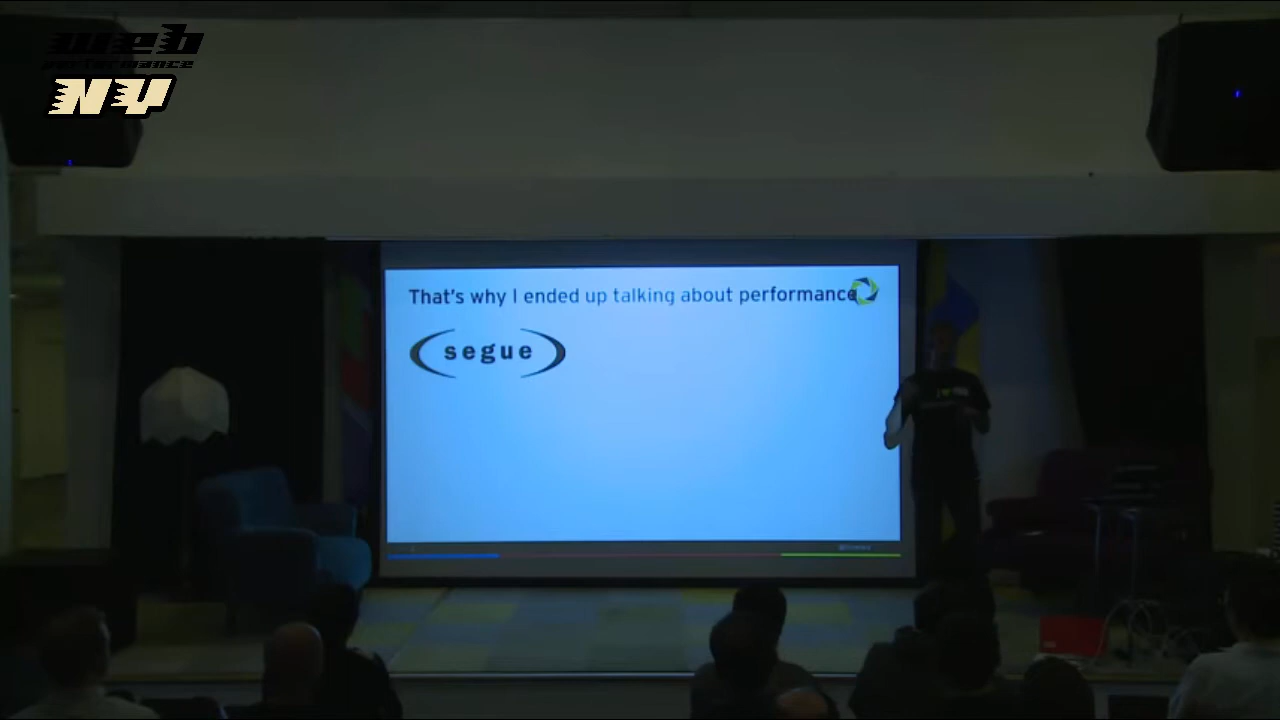 web
performance
NY
That's why I ended up talking about performance
segue